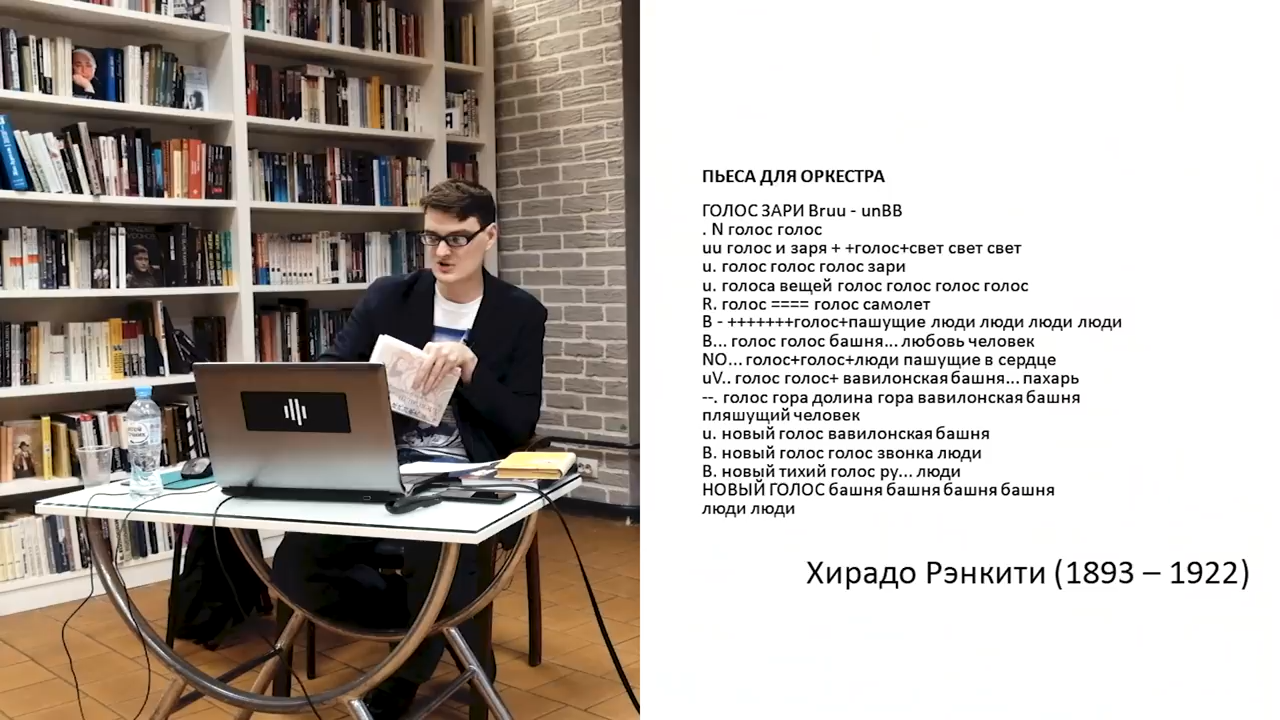 ПЬЕСА ДЛЯ ОРКЕСТРА
ГОЛОС ЗАРИ Bruu - unBB
. N голос голос
uu голос и заря + +голос+свет свет свет
u. голос голос голос зари
u. голоса вещей голос голос голос голос
R. голос ==== голос самолет
B - +++++++голос+пашущие люди люди люди люди
B... голос голос башня... любовь человек
NO... голос+голос+люди пашущие в сердце
uV.. голос голос+ вавилонская башня... пахарь
--. голос гора долина гора вавилонская башня
пляшущий человек
u. новый голос вавилонская башня
B. новый голос голос звонка люди
B. новый тихий голос ру... люди
НОВЫЙ ГОЛОС башня башня башня башня
люди люди
Хирадо Рэнкити (1893 – 1922)